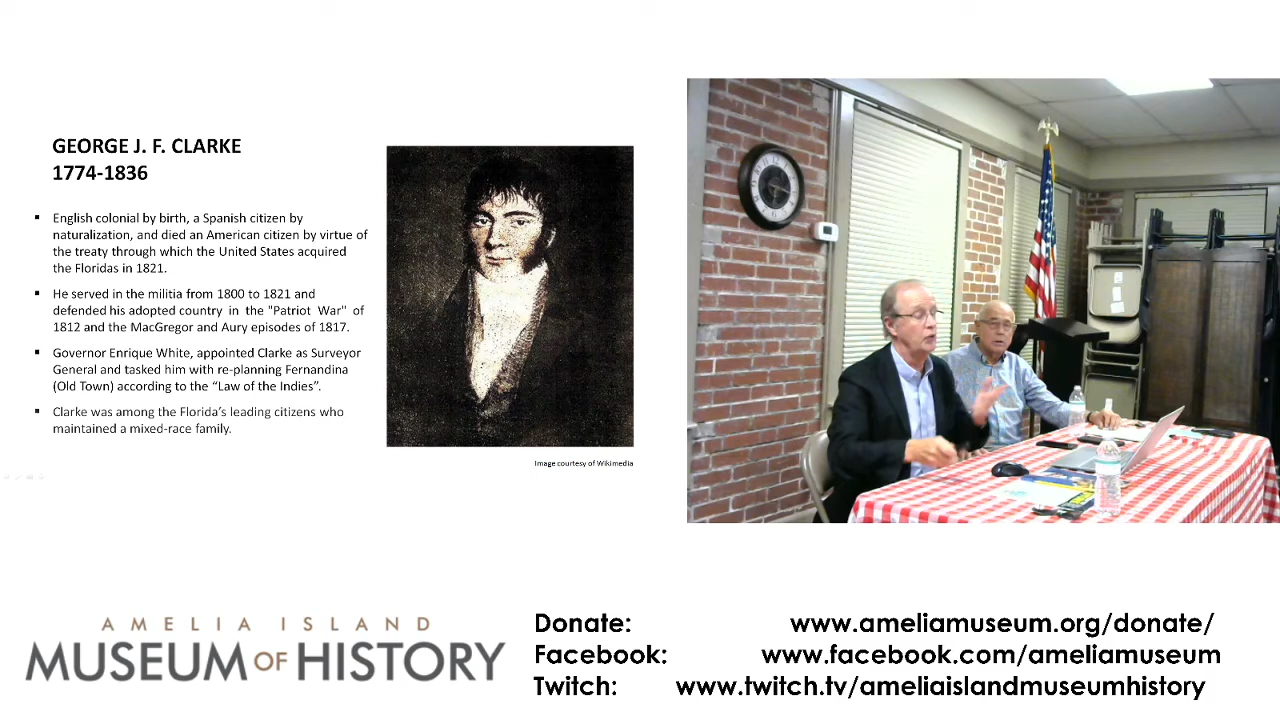 GEORGE J. F. CLARKE
1774-1836
▪ English colonial by birth, a Spanish citizen by
naturalization, and died an American citizen by virtue of
the treaty through which the United States acquired
the Floridas in 1821.
▪ He served in the militia from 1800 to 1821 and
defended his adopted country in the "Patriot War" of
1812 and the MacGregor and Aury episodes of 1817.
▪ Governor Enrique White, appointed Clarke as Surveyor
General and tasked him with re-planning Fernandina
(Old Town) according to the “Law of the Indies”.
▪ Clarke was among the Florida’s leading citizens who
maintained a mixed-race family.
Image courtesy of Wikimedia
AMELIA ISLAND
MUSEUM OF HISTORY
Donate: www.ameliamuseum.org/donate/
Facebook: www.facebook.com/ameliamuseum
Twitch: www.twitch.tv/ameliaislandmuseumhistory